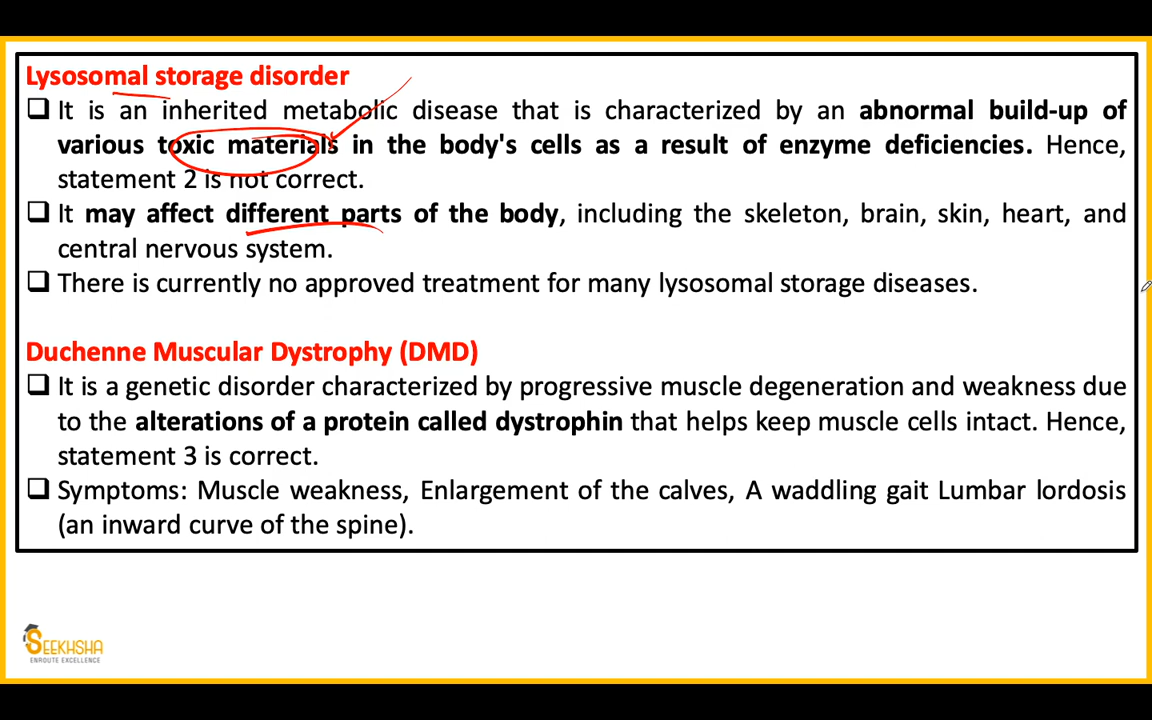 Lysosomal storage disorder
❑ It is an inherited metabolic disease that is characterized by an abnormal build-up of
various toxic materials in the body's cells as a result of enzyme deficiencies. Hence,
statement 2 is not correct.
❑ It may affect different parts of the body, including the skeleton, brain, skin, heart, and
central nervous system.
❑ There is currently no approved treatment for many lysosomal storage diseases.
Duchenne Muscular Dystrophy (DMD)
❑ It is a genetic disorder characterized by progressive muscle degeneration and weakness due
to the alterations of a protein called dystrophin that helps keep muscle cells intact. Hence,
statement 3 is correct.
❑ Symptoms: Muscle weakness, Enlargement of the calves, A waddling gait Lumbar lordosis
(an inward curve of the spine).
SEEKHSHA
ENROUTE EXCELLENCE